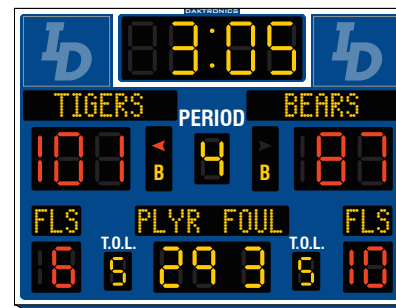 DAKTRONICS
ID 3:05 ID
TIGERS PERIOD BEARS
101 B 4 B 87
FLS PLYR FOUL FLS
T.O.L. T.O.L.
6 5 29 3 5 10